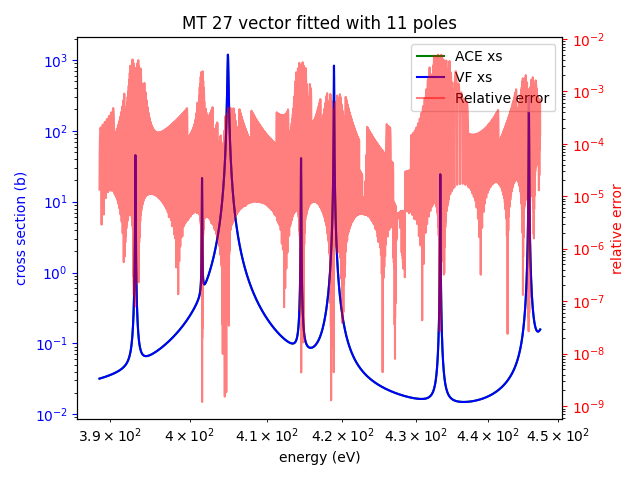 MT 27 vector fitted with 11 poles
10³
10²
10¹
10⁰
10⁻¹
10⁻²
cross section (b)
ACE xs
VF xs
Relative error
10⁻²
10⁻³
10⁻⁴
10⁻⁵
10⁻⁶
10⁻⁷
10⁻⁸
10⁻⁹
relative error
3.9 × 10² 4 × 10² 4.1 × 10² 4.2 × 10² 4.3 × 10² 4.4 × 10² 4.5 × 10²
energy (eV)